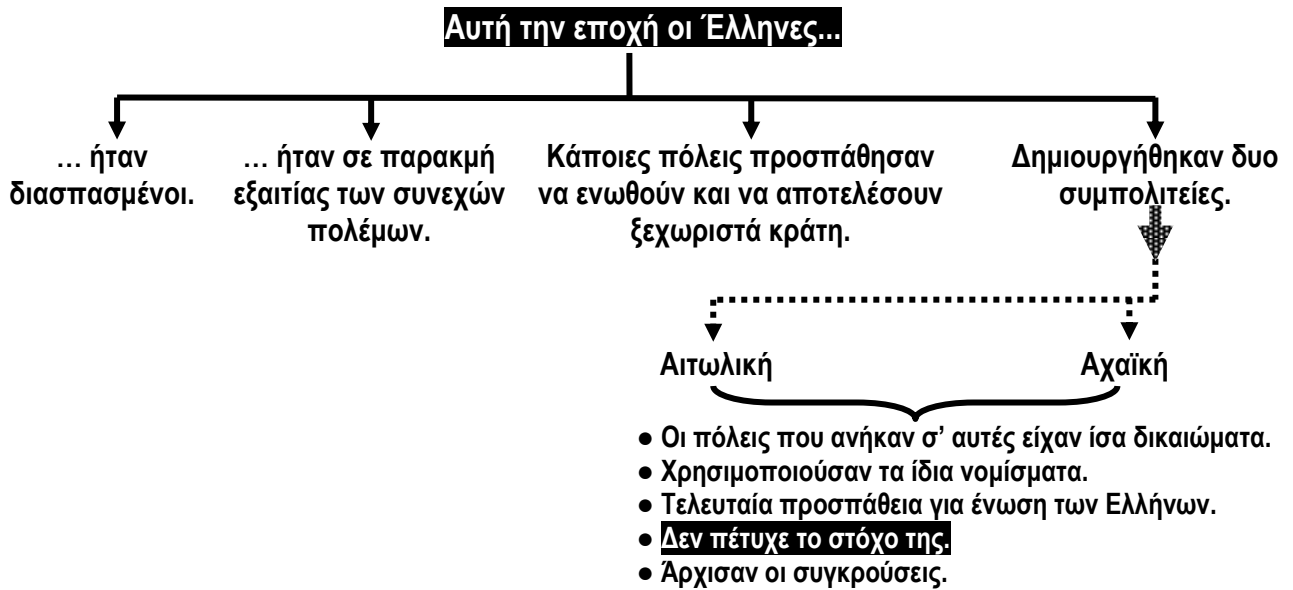 Αυτή την εποχή οι Έλληνες...
… ήταν
διασπασμένοι.
… ήταν σε παρακμή
εξαιτίας των συνεχών
πολέμων.
Κάποιες πόλεις προσπάθησαν
να ενωθούν και να αποτελέσουν
ξεχωριστά κράτη.
Δημιουργήθηκαν δυο
συμπολιτείες.
Αιτωλική
Αχαϊκή
● Οι πόλεις που ανήκαν σ’ αυτές είχαν ίσα δικαιώματα.
● Χρησιμοποιούσαν τα ίδια νομίσματα.
● Τελευταία προσπάθεια για ένωση των Ελλήνων.
● Δεν πέτυχε το στόχο της.
● Άρχισαν οι συγκρούσεις.